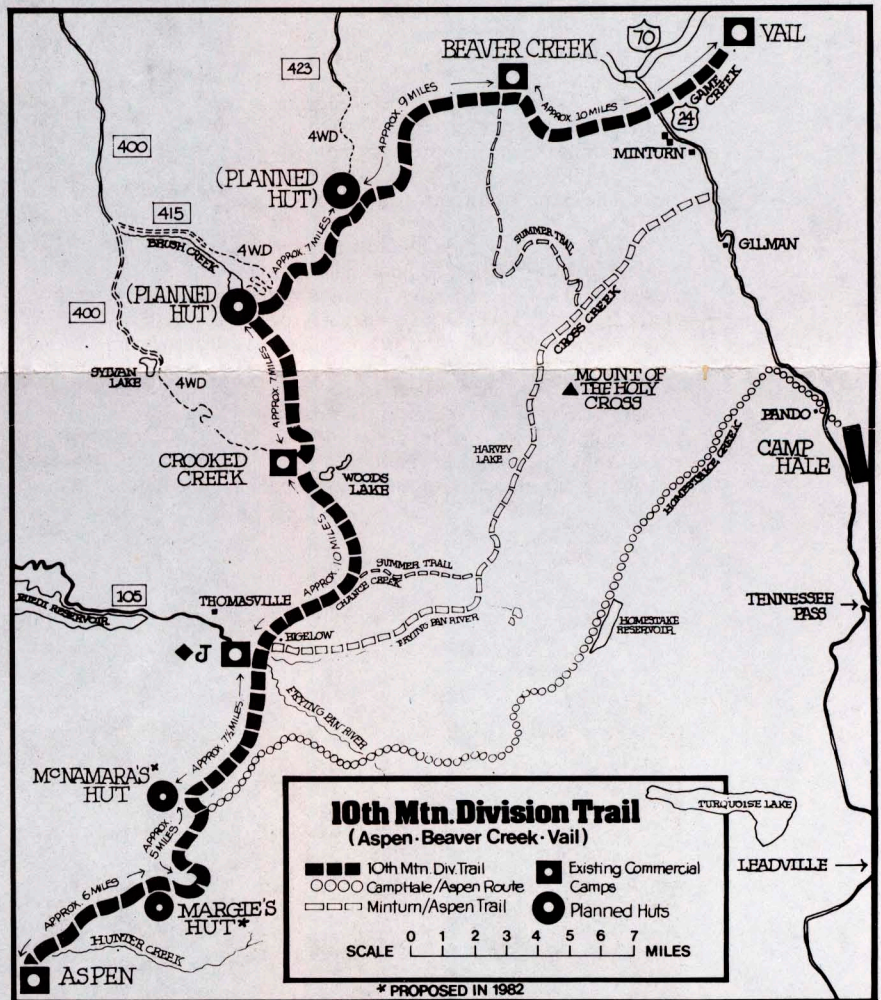 70
VAIL
BEAVER CREEK
423
APPROX. 9 MILES
APPROX. 10 MILES
GAME
CREEK
24
400
4WD
MINTURN
(PLANNED
HUT)
415
BRUSH CREEK
4WD
APPROX. 7 MILES
SUMMER TRAIL
GILMAN
(PLANNED
HUT)
400
CROSS CREEK
SYLVAN
LAKE
4WD
APPROX. 7 MILES
MOUNT OF
THE HOLY
CROSS
PANDO
CAMP
HALE
CROOKED
CREEK
WOODS
LAKE
HARVEY
LAKE
HOMESTAKE CREEK
APPROX. 10 MILES
SUMMER TRAIL
CHANCE CREEK
105
RUEDI RESERVOIR
THOMASVILLE
TENNESSEE
PASS
BIGELOW
FRYING PAN RIVER
HOMESTAKE
RESERVOIR
J
FRYING PAN RIVER
APPROX. 7½ MILES
McNAMARA'S*
HUT
APPROX.
5 MILES
TURQUOISE LAKE
LEADVILLE
APPROX. 6 MILES
MARGIE'S
HUT*
HUNTER CREEK
ASPEN
10th Mtn. Division Trail
(Aspen · Beaver Creek · Vail)
10th Mtn. Div. Trail
Camp Hale/Aspen Route
Minturn/Aspen Trail
Existing Commercial
Camps
Planned Huts
SCALE 0 1 2 3 4 5 6 7 MILES
* PROPOSED IN 1982